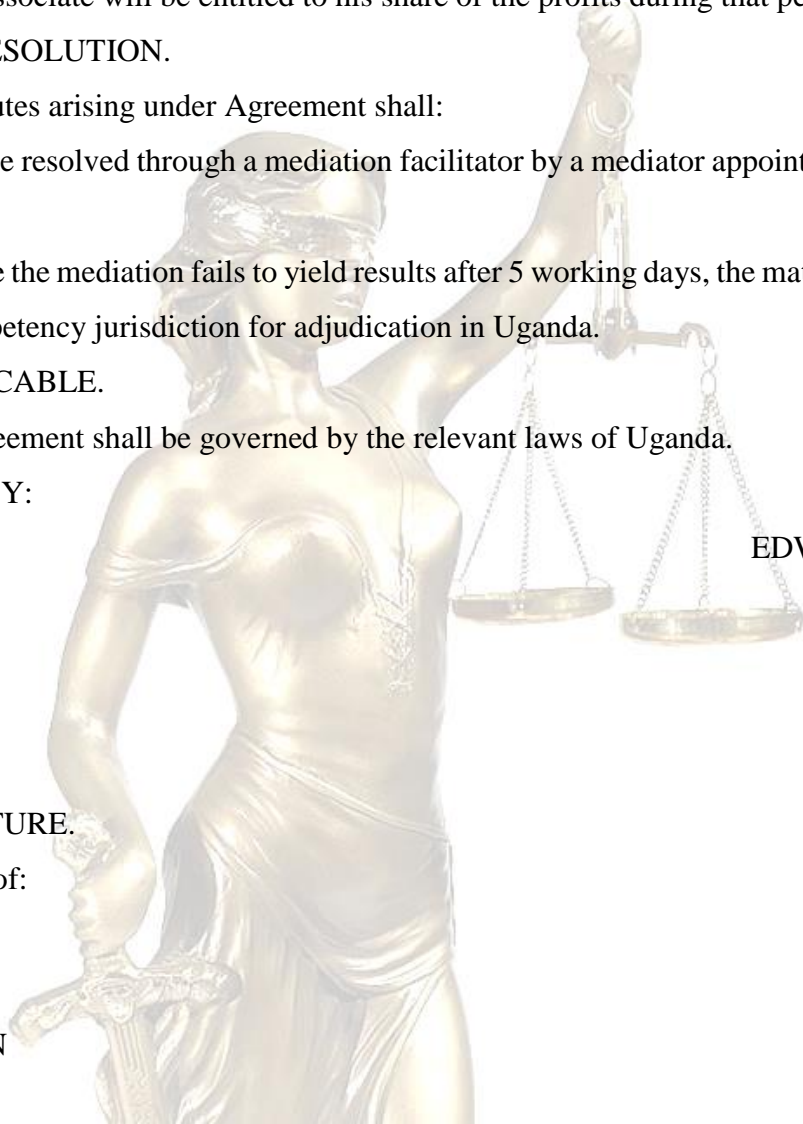 ssociate will be entitled to his share of the profits during that pe
ESOLUTION.
utes arising under Agreement shall:
e resolved through a mediation facilitator by a mediator appoint
e the mediation fails to yield results after 5 working days, the mat
petency jurisdiction for adjudication in Uganda.
CABLE.
eement shall be governed by the relevant laws of Uganda.
Y:
EDW
TURE.
of:
N